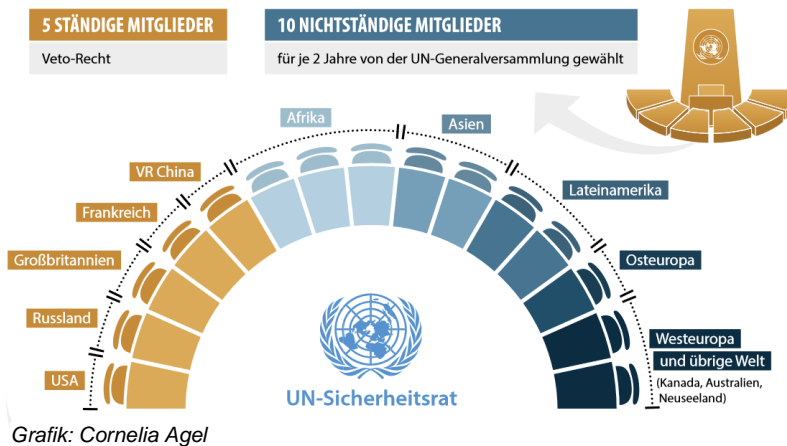 5 STÄNDIGE MITGLIEDER
Veto-Recht
10 NICHTSTÄNDIGE MITGLIEDER
für je 2 Jahre von der UN-Generalversammlung gewählt
Afrika
Asien
VR China
Lateinamerika
Frankreich
Großbritannien
Osteuropa
Russland
Westeuropa
und übrige Welt
(Kanada, Australien,
Neuseeland)
USA
UN-Sicherheitsrat
Grafik: Cornelia Agel